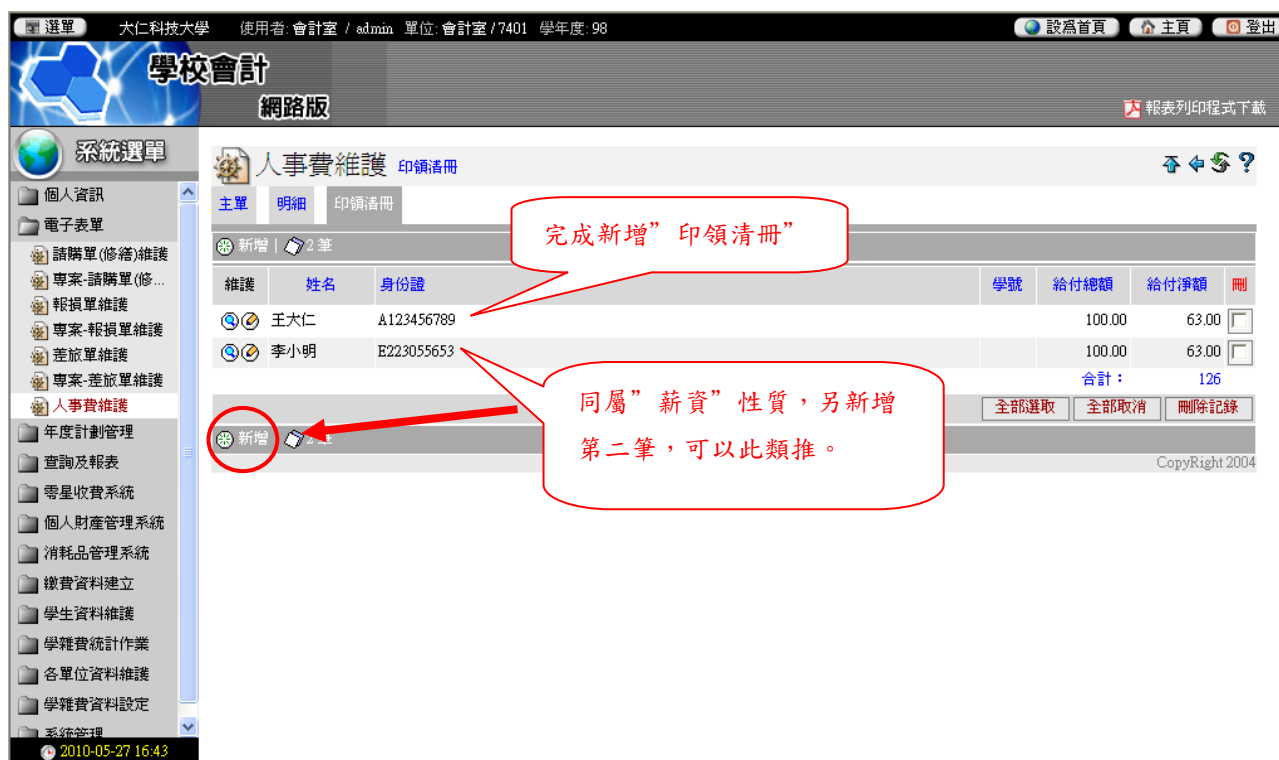 選單 大仁科技大學 使用者: 會計室 / admin 單位: 會計室 / 7401 學年度: 98 設為首頁 主頁 登出
學校會計
網路版
報表列印程式下載
系統選單
個人資訊
電子表單
請購單(修繕)維護
專案-請購單(修...
報損單維護
專案-報損單維護
差旅單維護
專案-差旅單維護
人事費維護
年度計劃管理
查詢及報表
零星收費系統
個人財產管理系統
消耗品管理系統
繳費資料建立
學生資料維護
學雜費統計作業
各單位資料維護
學雜費資料設定
系統管理
2010-05-27 16:43
人事費維護 印領清冊
主單 明細 印領清冊
新增 | 2 筆
維護 姓名 身份證 學號 給付總額 給付淨額 刪
王大仁 A123456789 100.00 63.00
李小明 E223055653 100.00 63.00
合計： 126
全部選取 全部取消 刪除記錄
新增 2 筆
CopyRight 2004
完成新增”印領清冊”
同屬”薪資”性質，另新增
第二筆，可以此類推。